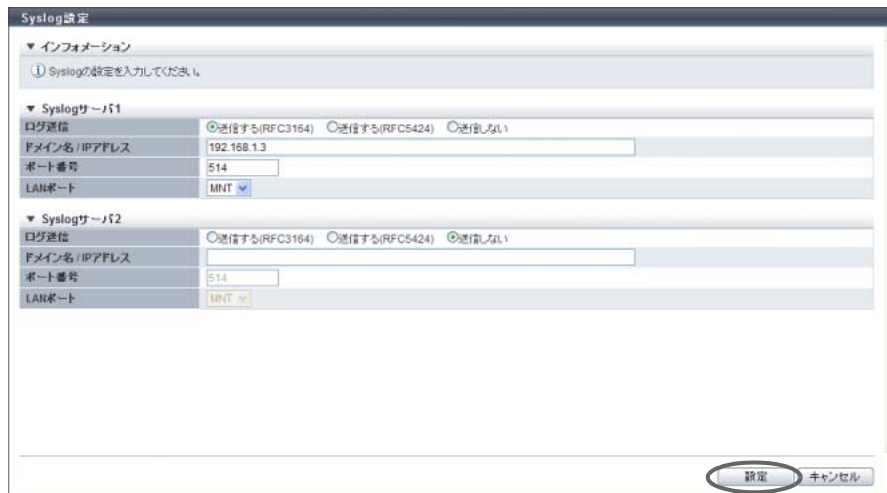 Syslog設定
▼ インフォメーション
Syslogの設定を入力してください。
▼ Syslogサーバ1
ログ送信 送信する(RFC3164) 送信する(RFC5424) 送信しない
ドメイン名/IPアドレス 192.168.1.3
ポート番号 514
LANポート MNT
▼ Syslogサーバ2
ログ送信 送信する(RFC3164) 送信する(RFC5424) 送信しない
ドメイン名/IPアドレス
ポート番号 514
LANポート MNT
設定 キャンセル